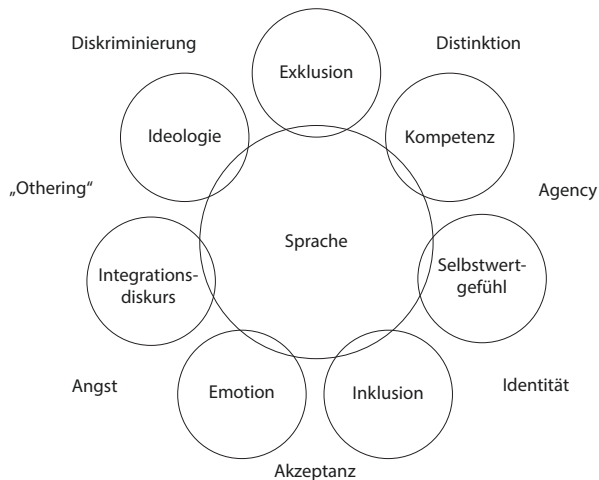 Diskriminierung
Distinktion
Exklusion
Ideologie
Kompetenz
„Othering“
Agency
Sprache
Integrations-
diskurs
Selbstwert-
gefühl
Angst
Emotion
Inklusion
Identität
Akzeptanz